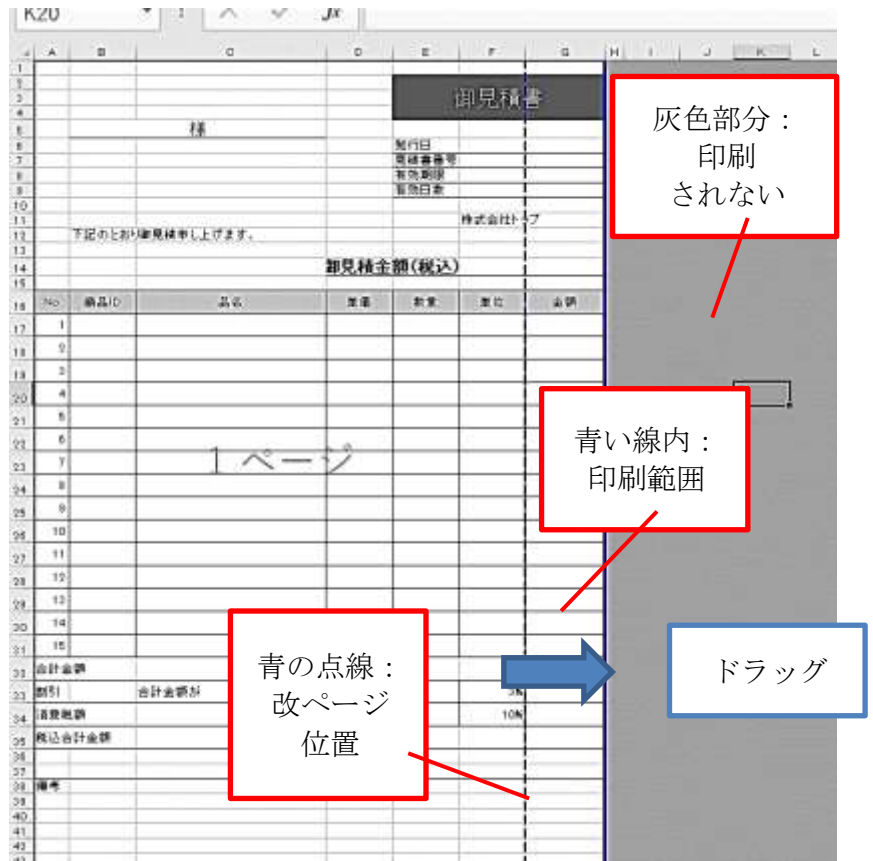 K20
fx
A B C D E F G H I J K L
御見積書
様
発行日
見積書番号
有効期限
有効日数
株式会社トップ
下記のとおり御見積申し上げます。
御見積金額(税込)
No 商品ID 品名 単価 数量 単位 金額
1
2
3
4
5
6
7
8
9
10
11
12
13
14
15
1 ページ
合計金額
割引 合計金額が
消費税額 10%
税込合計金額
備考
灰色部分:
印刷
されない
青い線内:
印刷範囲
青の点線:
改ページ
位置
ドラッグ